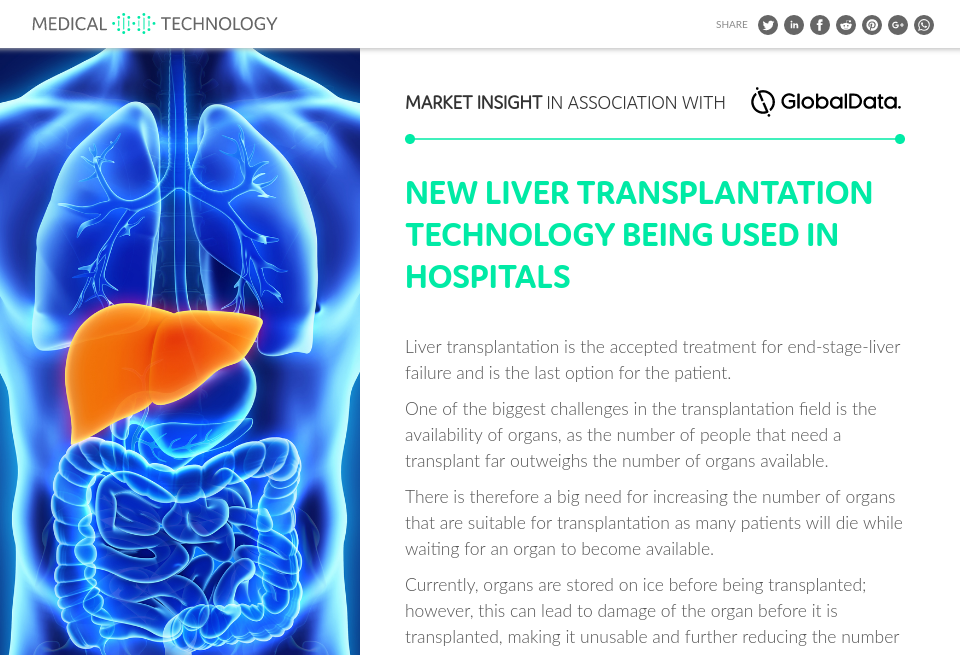 MEDICAL TECHNOLOGY
SHARE
MARKET INSIGHT IN ASSOCIATION WITH GlobalData.
NEW LIVER TRANSPLANTATION
TECHNOLOGY BEING USED IN
HOSPITALS
Liver transplantation is the accepted treatment for end-stage-liver
failure and is the last option for the patient.
One of the biggest challenges in the transplantation field is the
availability of organs, as the number of people that need a
transplant far outweighs the number of organs available.
There is therefore a big need for increasing the number of organs
that are suitable for transplantation as many patients will die while
waiting for an organ to become available.
Currently, organs are stored on ice before being transplanted;
however, this can lead to damage of the organ before it is
transplanted, making it unusable and further reducing the number